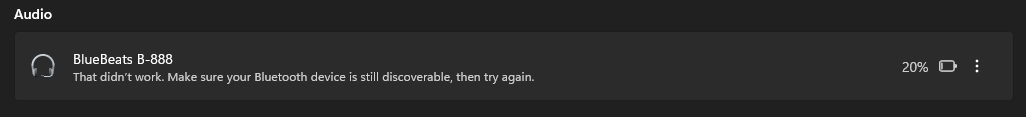 Audio
BlueBeats B-888
That didn't work. Make sure your Bluetooth device is still discoverable, then try again.
20%